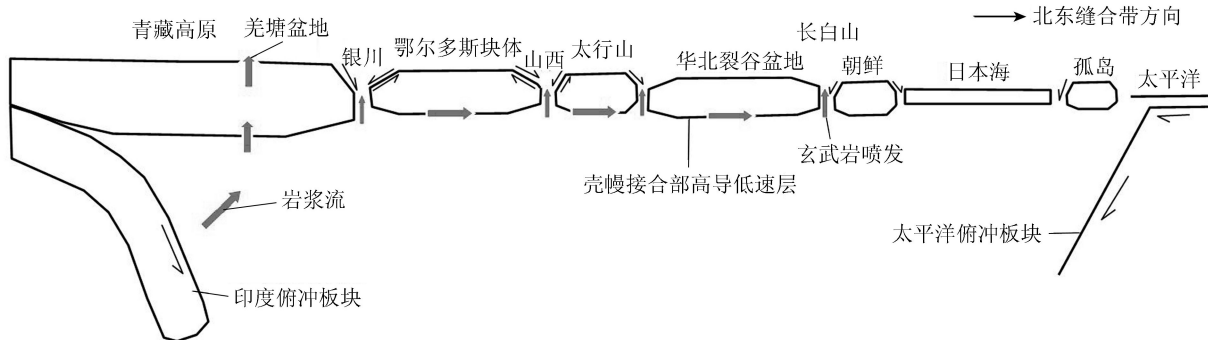 青藏高原
羌塘盆地
银川
鄂尔多斯块体
山西
太行山
华北裂谷盆地
长白山
朝鲜
日本海
孤岛
太平洋
北东缝合带方向
玄武岩喷发
壳幔接合部高导低速层
岩浆流
太平洋俯冲板块
印度俯冲板块